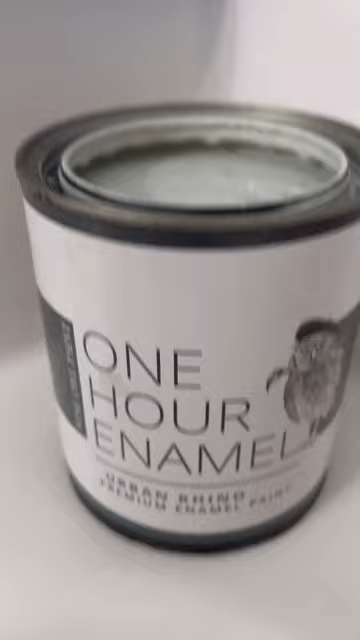 ONE
HOUR
ENAMEL
URBAN RHINO
PREMIUM ENAMEL PAINT